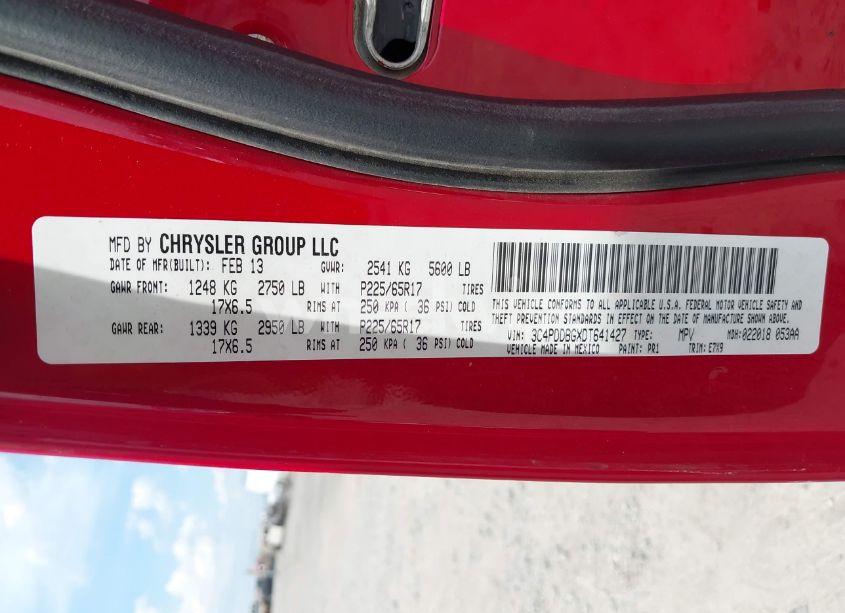 MFD BY CHRYSLER GROUP LLC
DATE OF MFR(BUILT): FEB 13 GVWR: 2541 KG 5600 LB
GAWR FRONT: 1248 KG 2750 LB WITH P225/65R17 TIRES
17X6.5 RIMS AT 250 KPA ( 36 PSI) COLD
GAWR REAR: 1339 KG 2950 LB WITH P225/65R17 TIRES
17X6.5 RIMS AT 250 KPA ( 36 PSI) COLD
THIS VEHICLE CONFORMS TO ALL APPLICABLE U.S.A. FEDERAL MOTOR VEHICLE SAFETY AND
THEFT PREVENTION STANDARDS IN EFFECT ON THE DATE OF MANUFACTURE SHOWN ABOVE.
VIN: 3C4PDDBGXDT641427 TYPE: MPV MDH: 022018 053AA
VEHICLE MADE IN MEXICO PAINT: PR1 TRIM: E7X9